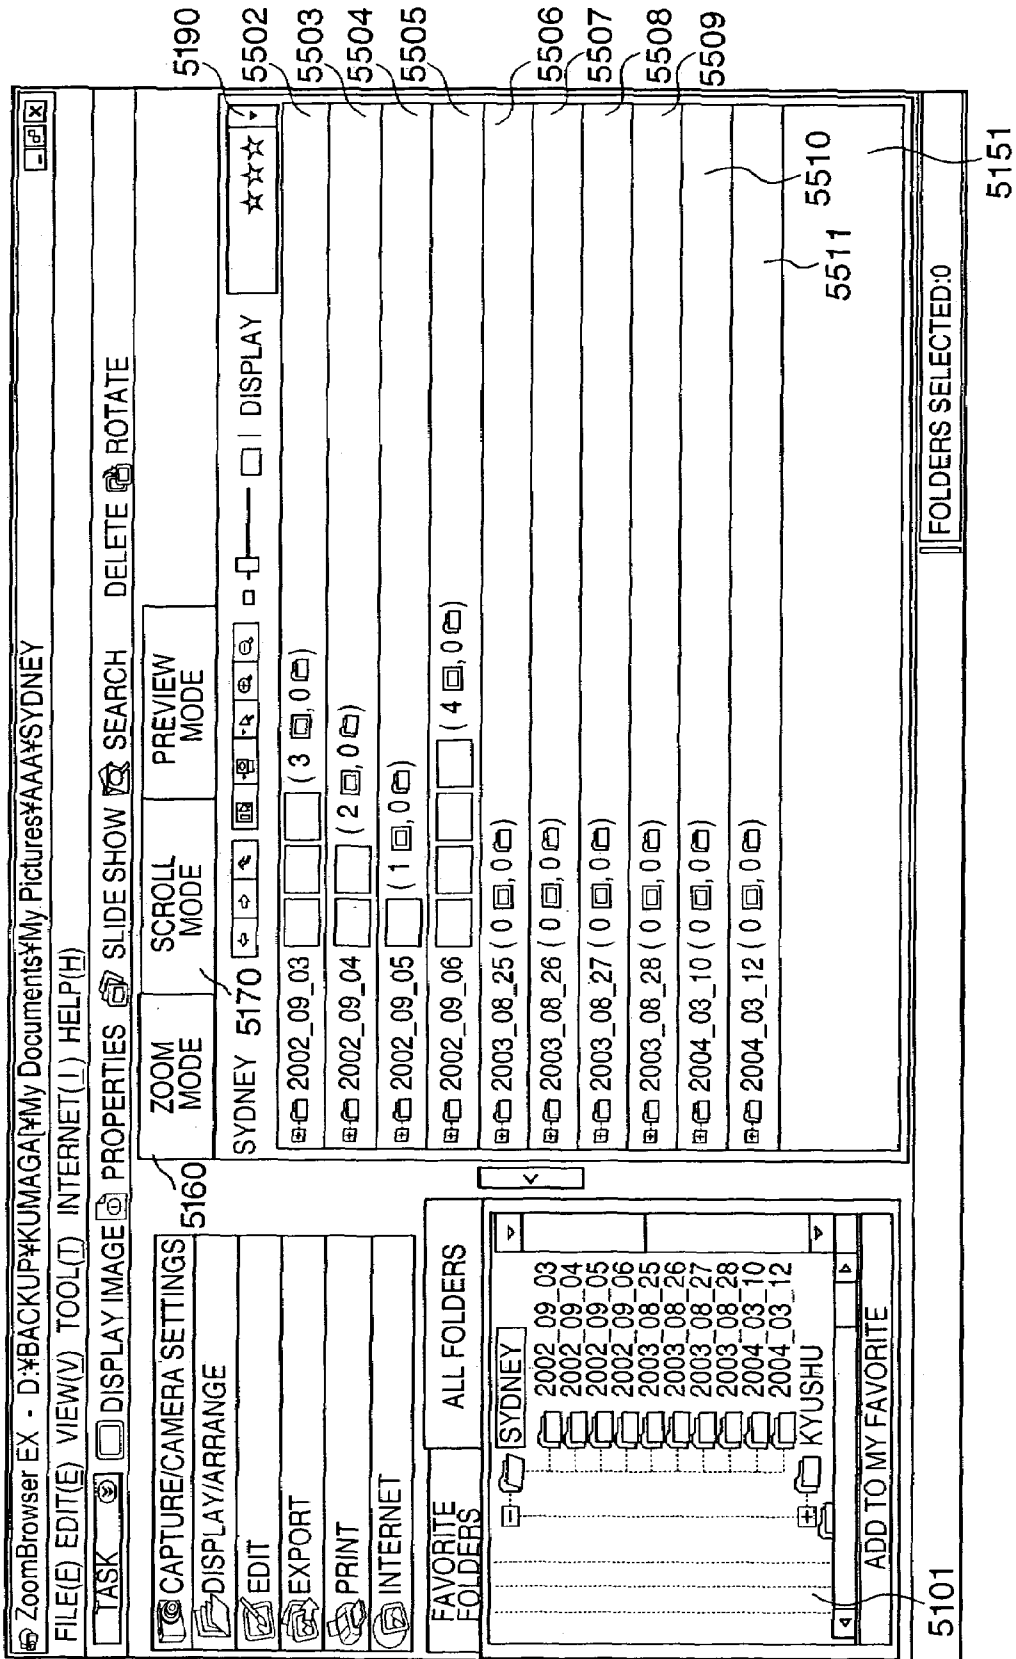 ZoomBrowser EX - D:¥BACKUP¥KUMAGAI¥My Documents¥My Pictures¥AAA¥SYDNEY
FILE(F) EDIT(E) VIEW(V) TOOL(T) INTERNET(I) HELP(H)
TASK DISPLAY IMAGE PROPERTIES SLIDE SHOW SEARCH DELETE ROTATE
CAPTURE/CAMERA SETTINGS
DISPLAY/ARRANGE
EDIT
EXPORT
PRINT
INTERNET
FAVORITE FOLDERS
ALL FOLDERS
SYDNEY
2002_09_03
2002_09_04
2002_09_05
2002_09_06
2003_08_25
2003_08_26
2003_08_27
2003_08_28
2004_03_10
2004_03_12
KYUSHU
ADD TO MY FAVORITE
5101
5160
ZOOM MODE
SCROLL MODE
PREVIEW MODE
SYDNEY 5170
DISPLAY
☆☆☆
2002_09_03 (3 , 0 )
2002_09_04 (2 , 0 )
2002_09_05 (1 , 0 )
2002_09_06 (4 , 0 )
2003_08_25 (0 , 0 )
2003_08_26 (0 , 0 )
2003_08_27 (0 , 0 )
2003_08_28 (0 , 0 )
2004_03_10 (0 , 0 )
2004_03_12 (0 , 0 )
FOLDERS SELECTED:0
5190
5502
5503
5504
5505
5506
5507
5508
5509
5510
5511
5151